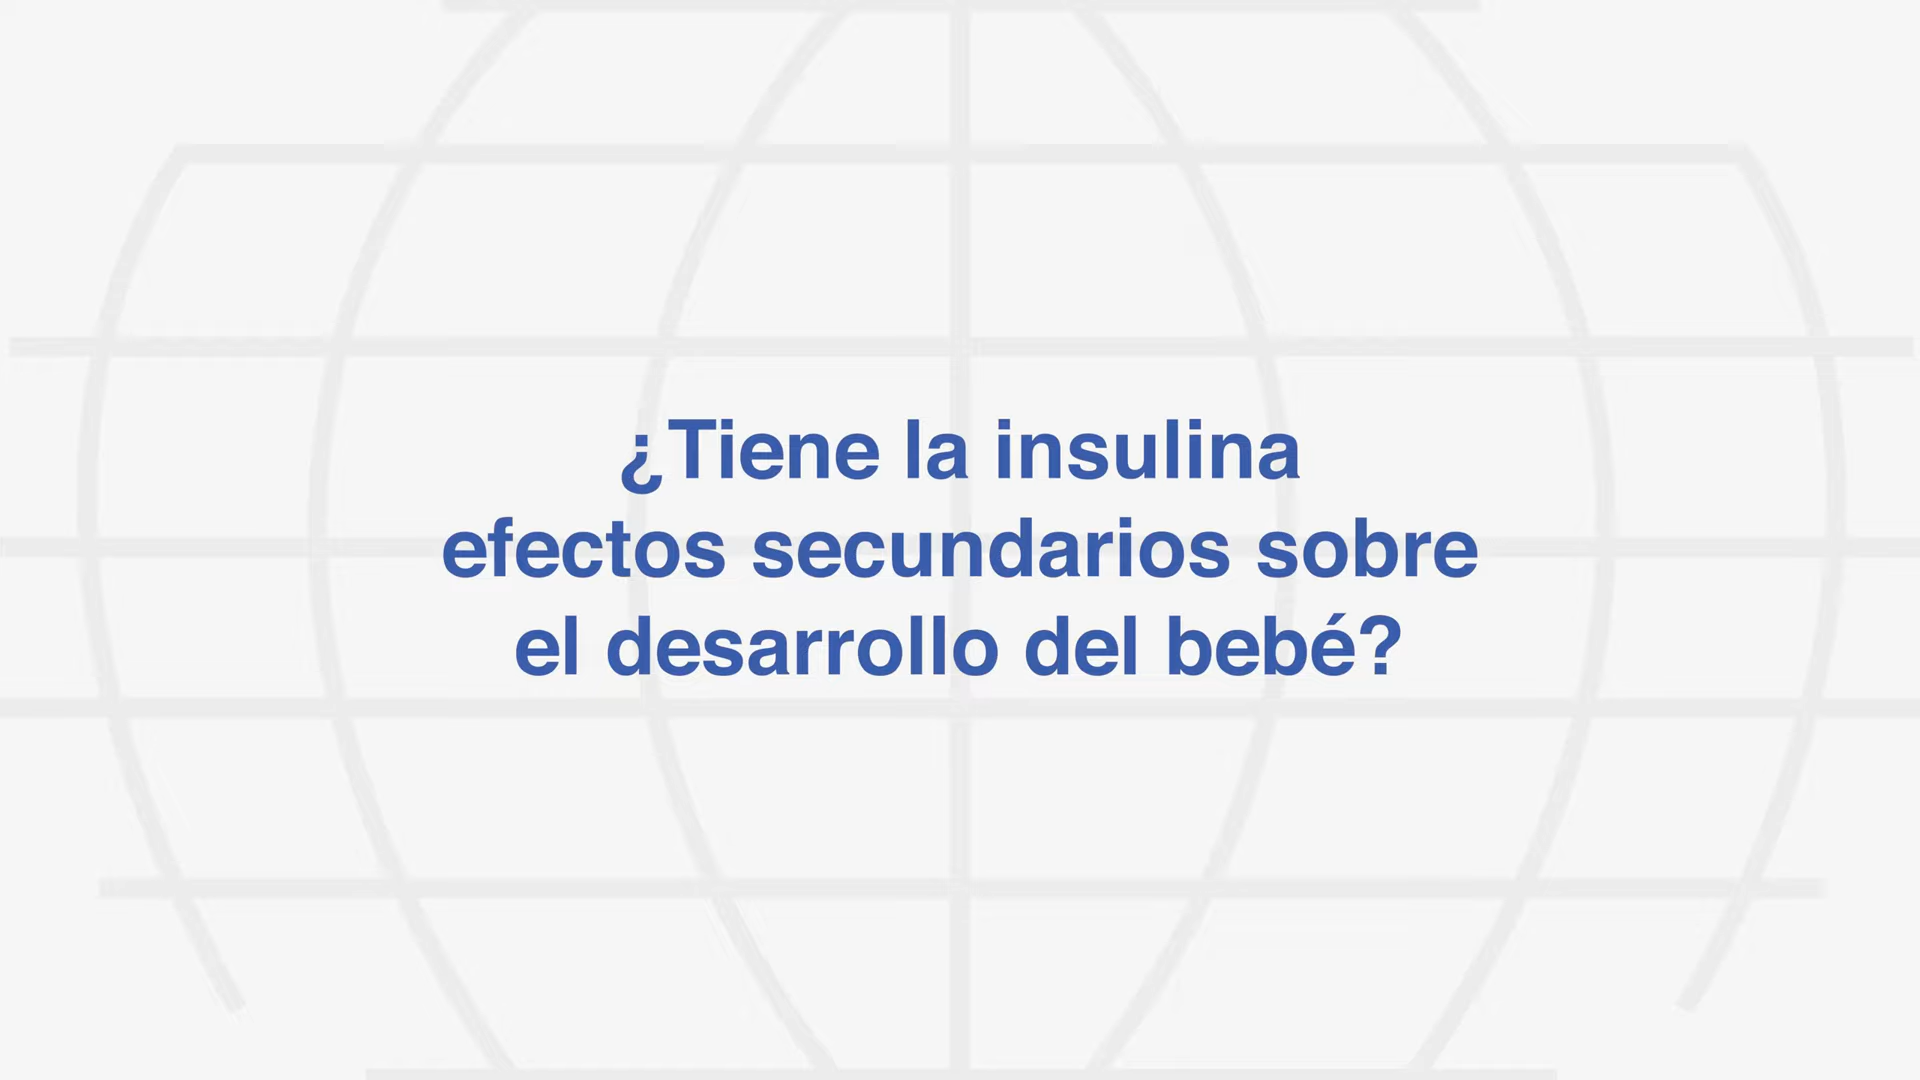 ¿Tiene la insulina
efectos secundarios sobre
el desarrollo del bebé?